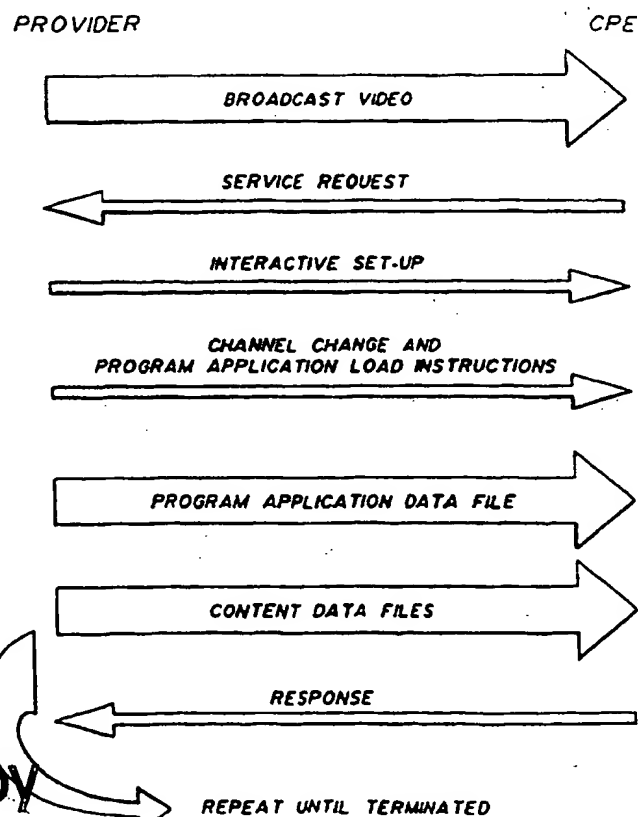 PROVIDER CPE
BROADCAST VIDEO
SERVICE REQUEST
INTERACTIVE SET-UP
CHANNEL CHANGE AND
PROGRAM APPLICATION LOAD INSTRUCTIONS
PROGRAM APPLICATION DATA FILE
CONTENT DATA FILES
RESPONSE
REPEAT UNTIL TERMINATED